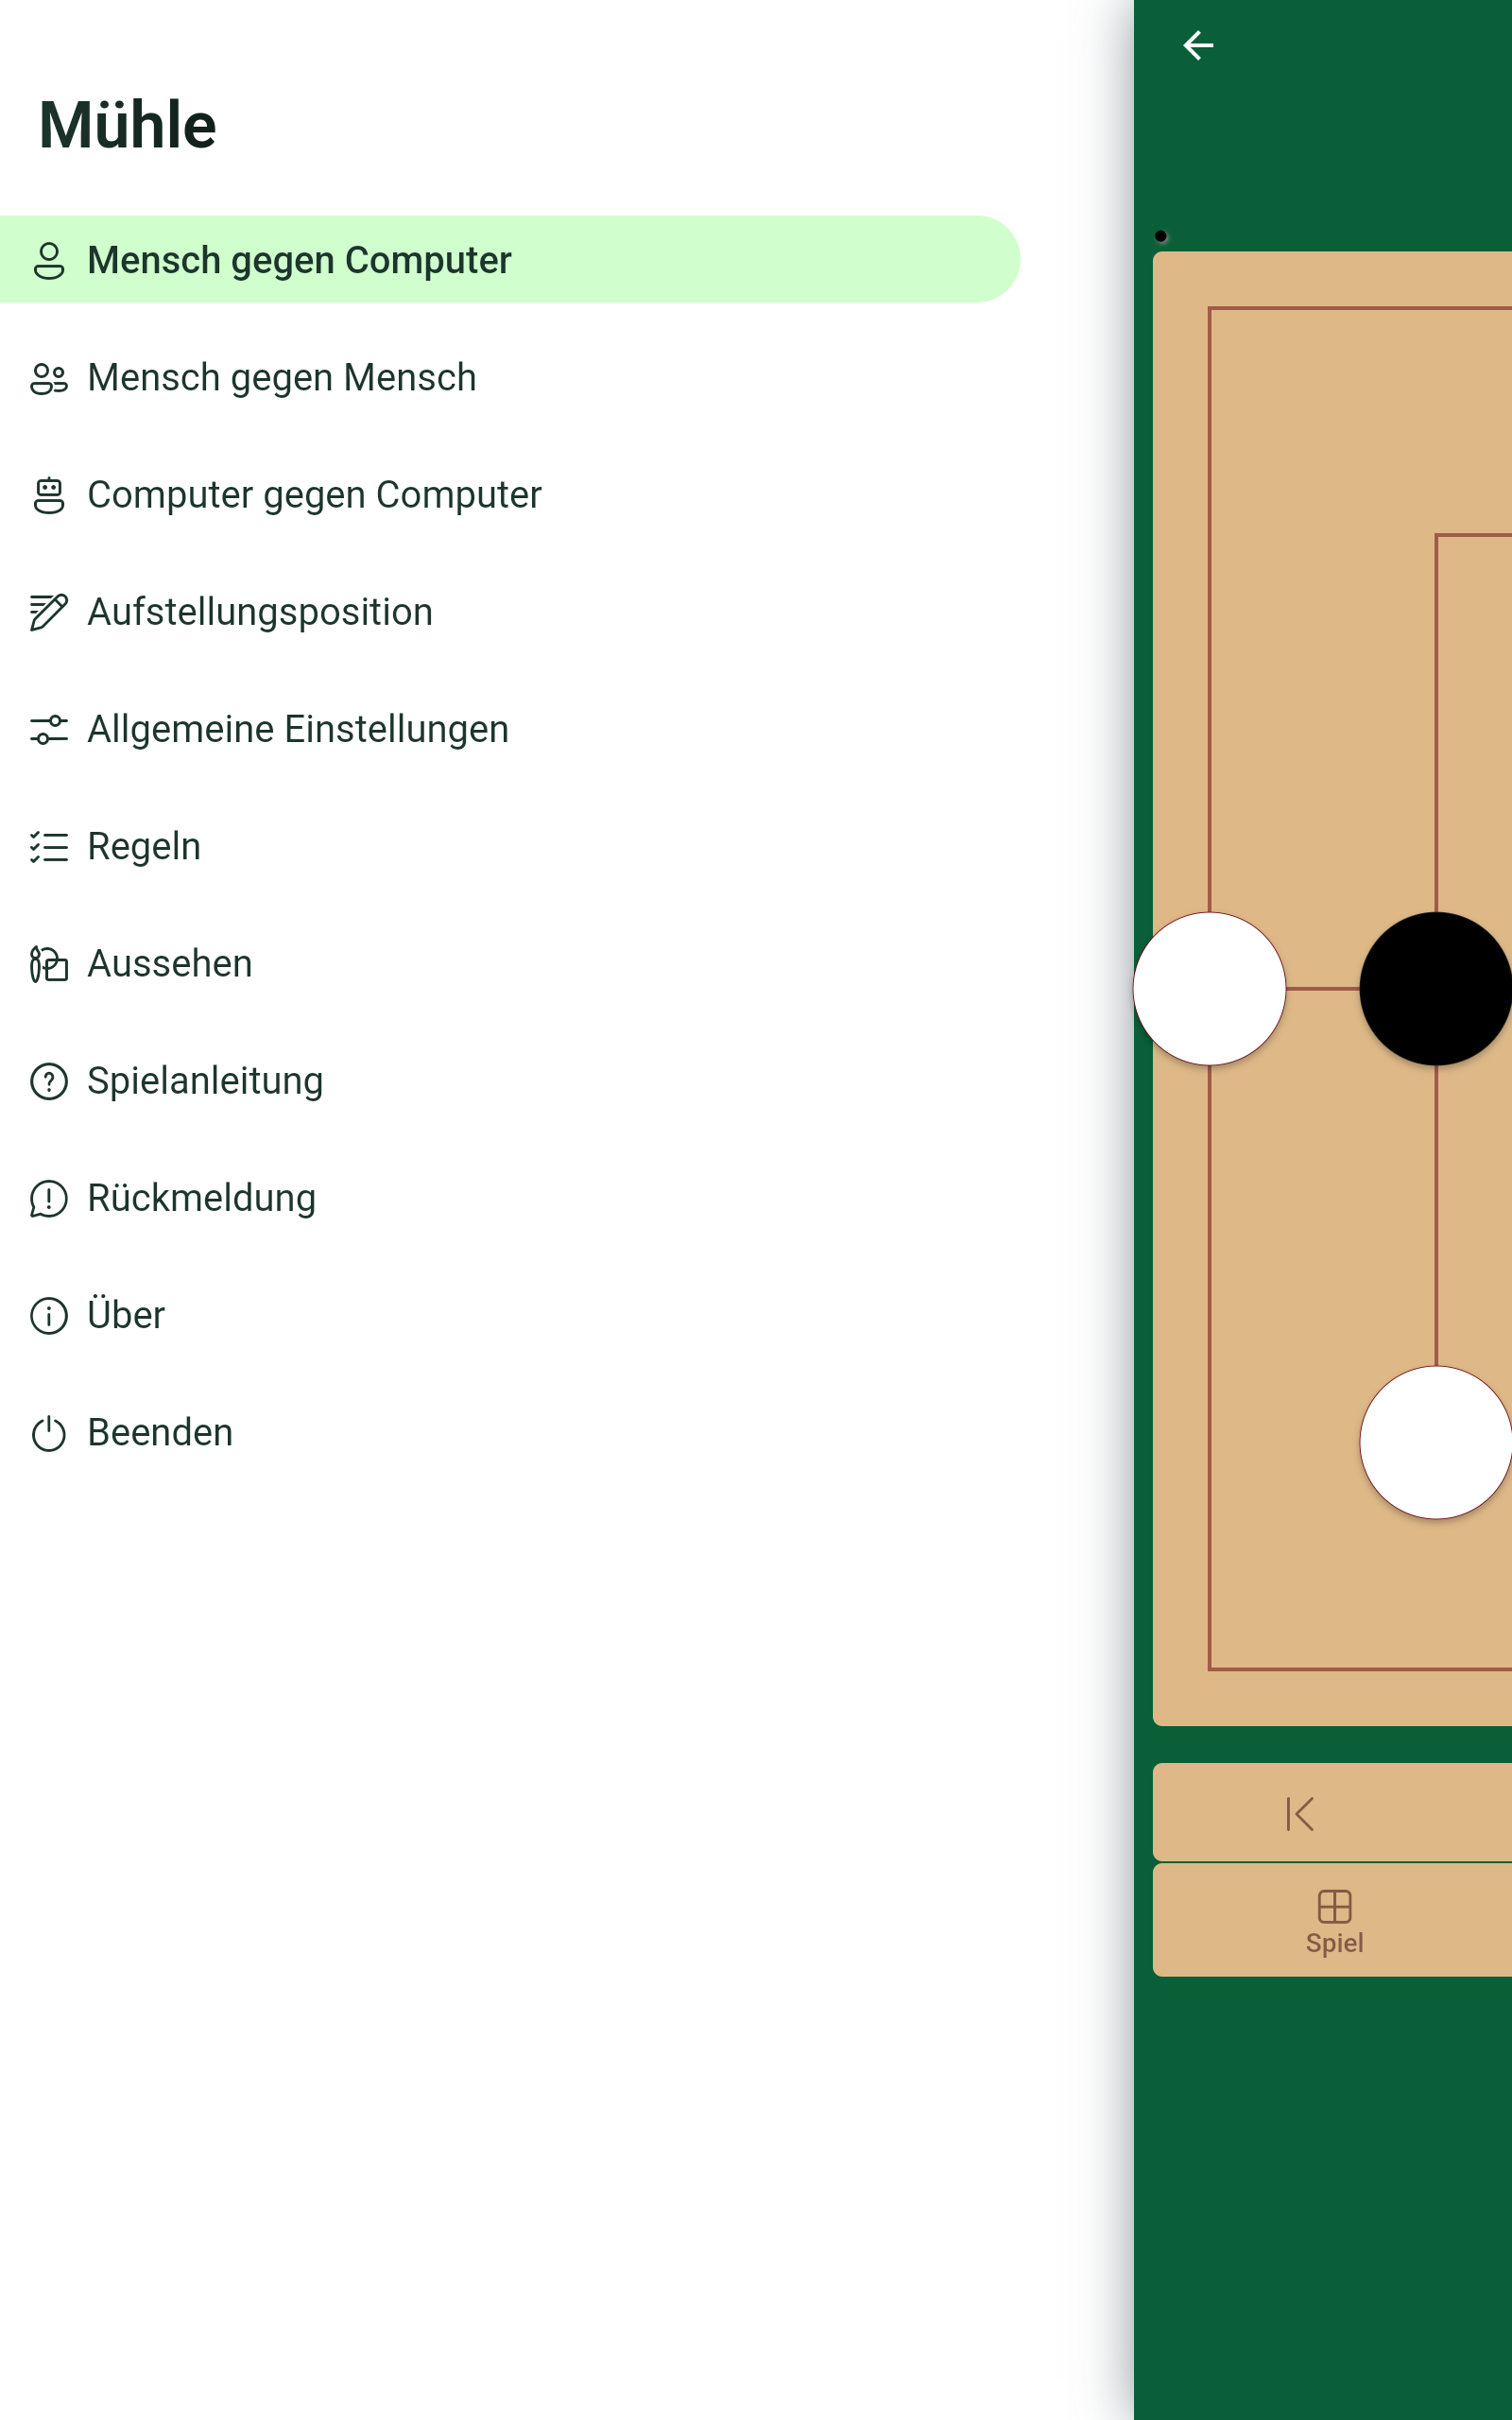 Mühle
Mensch gegen Computer
Mensch gegen Mensch
Computer gegen Computer
Aufstellungsposition
Allgemeine Einstellungen
Regeln
Aussehen
Spielanleitung
Rückmeldung
Über
Beenden
Spiel